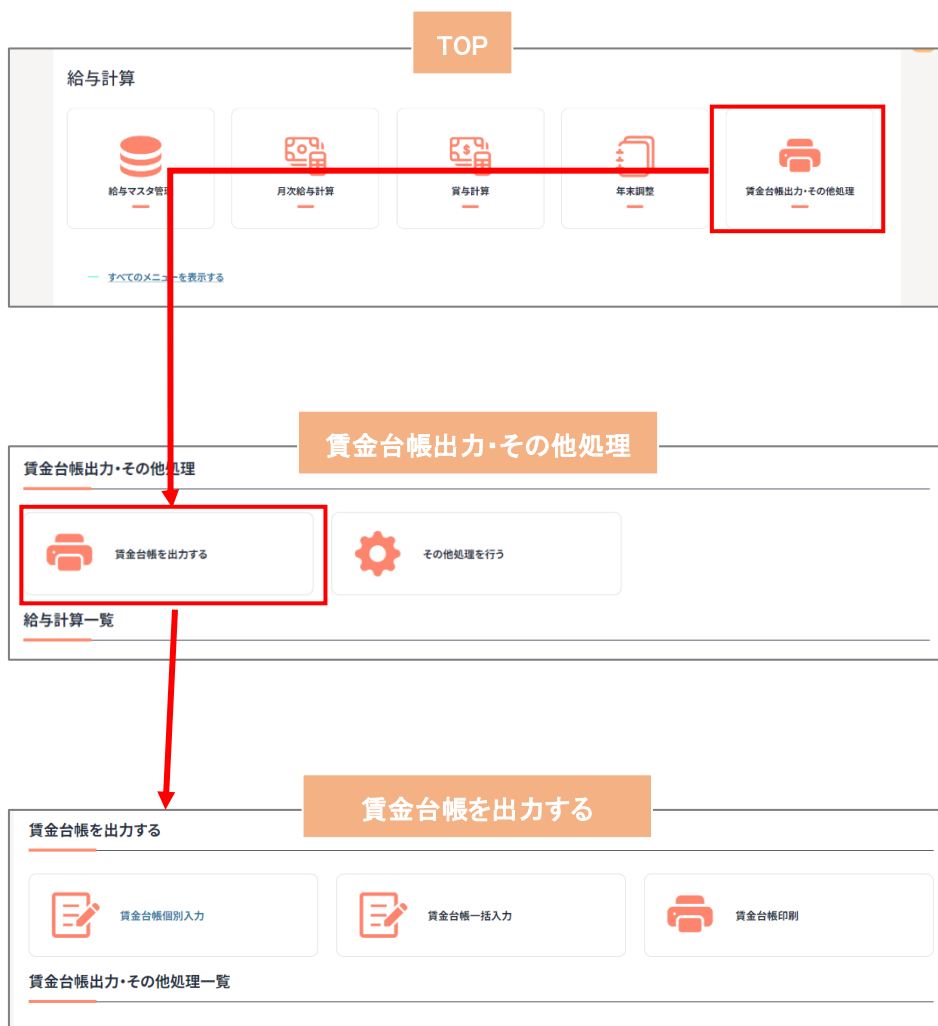 TOP
給与計算
給与マスタ管理
月次給与計算
賞与計算
年末調整
賃金台帳出力・その他処理
すべてのメニューを表示する
賃金台帳出力・その他処理
賃金台帳出力・その他処理
賃金台帳を出力する
その他処理を行う
給与計算一覧
賃金台帳を出力する
賃金台帳を出力する
賃金台帳個別入力
賃金台帳一括入力
賃金台帳印刷
賃金台帳出力・その他処理一覧